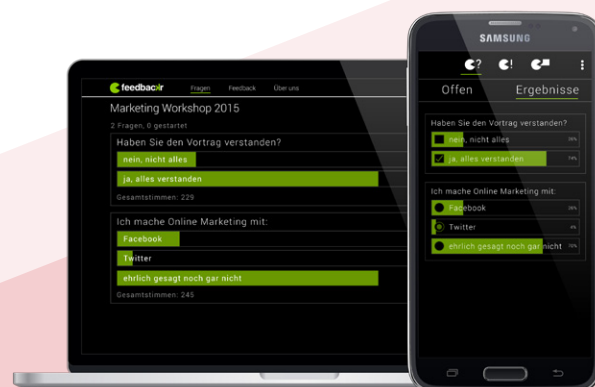 feedbackr Fragen Feedback Über uns
Marketing Workshop 2015
2 Fragen, 0 gestartet
Haben Sie den Vortrag verstanden?
nein, nicht alles
ja, alles verstanden
Gesamtstimmen: 229
Ich mache Online Marketing mit:
Facebook
Twitter
ehrlich gesagt noch gar nicht
Gesamtstimmen: 245
SAMSUNG
Offen Ergebnisse
Haben Sie den Vortrag verstanden?
nein, nicht alles
ja, alles verstanden
Ich mache Online Marketing mit:
Facebook
Twitter
ehrlich gesagt noch gar nicht